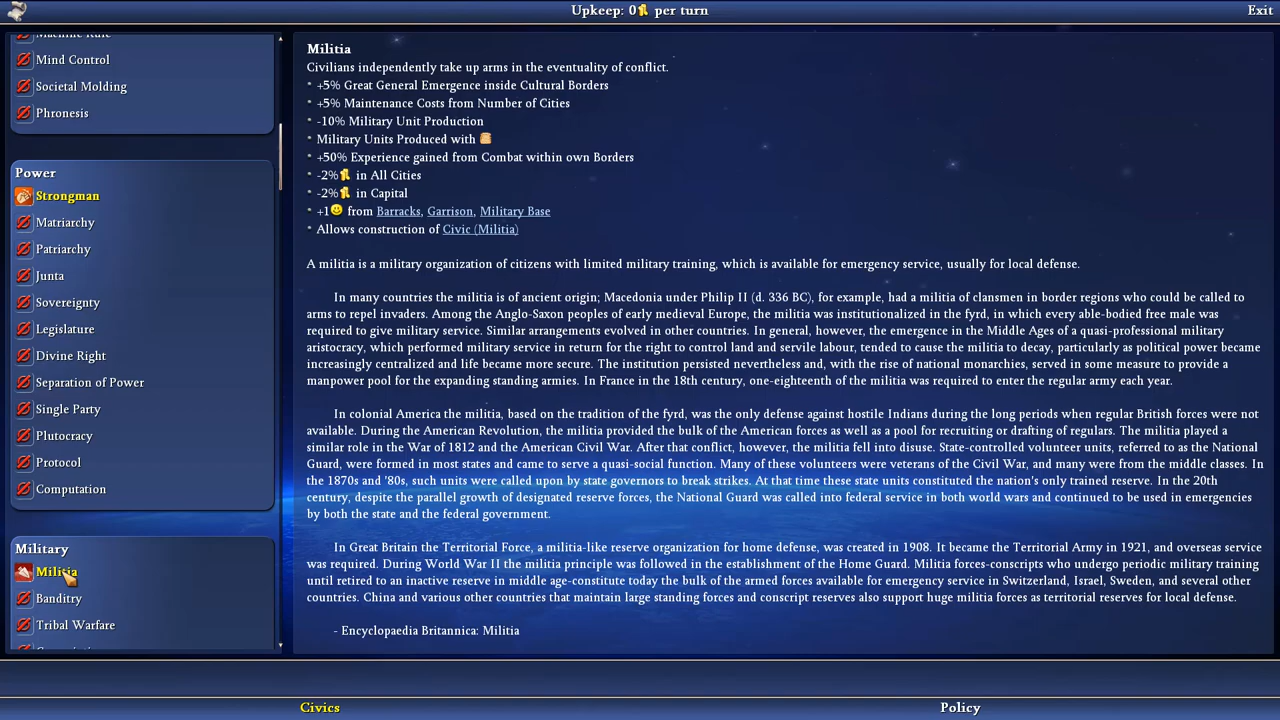 Upkeep: 0 per turn
Exit
Machine Rule
Mind Control
Societal Molding
Phronesis
Power
Strongman
Matriarchy
Patriarchy
Junta
Sovereignty
Legislature
Divine Right
Separation of Power
Single Party
Plutocracy
Protocol
Computation
Military
Militia
Banditry
Tribal Warfare
Militia
Civilians independently take up arms in the eventuality of conflict.
* +5% Great General Emergence inside Cultural Borders
* +5% Maintenance Costs from Number of Cities
* -10% Military Unit Production
* Military Units Produced with
* +50% Experience gained from Combat within own Borders
* -2% in All Cities
* -2% in Capital
* +1 from Barracks, Garrison, Military Base
* Allows construction of Civic (Militia)
A militia is a military organization of citizens with limited military training, which is available for emergency service, usually for local defense.
In many countries the militia is of ancient origin; Macedonia under Philip II (d. 336 BC), for example, had a militia of clansmen in border regions who could be called to
arms to repel invaders. Among the Anglo-Saxon peoples of early medieval Europe, the militia was institutionalized in the fyrd, in which every able-bodied free male was
required to give military service. Similar arrangements evolved in other countries. In general, however, the emergence in the Middle Ages of a quasi-professional military
aristocracy, which performed military service in return for the right to control land and servile labour, tended to cause the militia to decay, particularly as political power became
increasingly centralized and life became more secure. The institution persisted nevertheless and, with the rise of national monarchies, served in some measure to provide a
manpower pool for the expanding standing armies. In France in the 18th century, one-eighteenth of the militia was required to enter the regular army each year.
In colonial America the militia, based on the tradition of the fyrd, was the only defense against hostile Indians during the long periods when regular British forces were not
available. During the American Revolution, the militia provided the bulk of the American forces as well as a pool for recruiting or drafting of regulars. The militia played a
similar role in the War of 1812 and the American Civil War. After that conflict, however, the militia fell into disuse. State-controlled volunteer units, referred to as the National
Guard, were formed in most states and came to serve a quasi-social function. Many of these volunteers were veterans of the Civil War, and many were from the middle classes. In
the 1870s and '80s, such units were called upon by state governors to break strikes. At that time these state units constituted the nation's only trained reserve. In the 20th
century, despite the parallel growth of designated reserve forces, the National Guard was called into federal service in both world wars and continued to be used in emergencies
by both the state and the federal government.
In Great Britain the Territorial Force, a militia-like reserve organization for home defense, was created in 1908. It became the Territorial Army in 1921, and overseas service
was required. During World War II the militia principle was followed in the establishment of the Home Guard. Militia forces-conscripts who undergo periodic military training
until retired to an inactive reserve in middle age-constitute today the bulk of the armed forces available for emergency service in Switzerland, Israel, Sweden, and several other
countries. China and various other countries that maintain large standing forces and conscript reserves also support huge militia forces as territorial reserves for local defense.
- Encyclopaedia Britannica: Militia
Civics
Policy